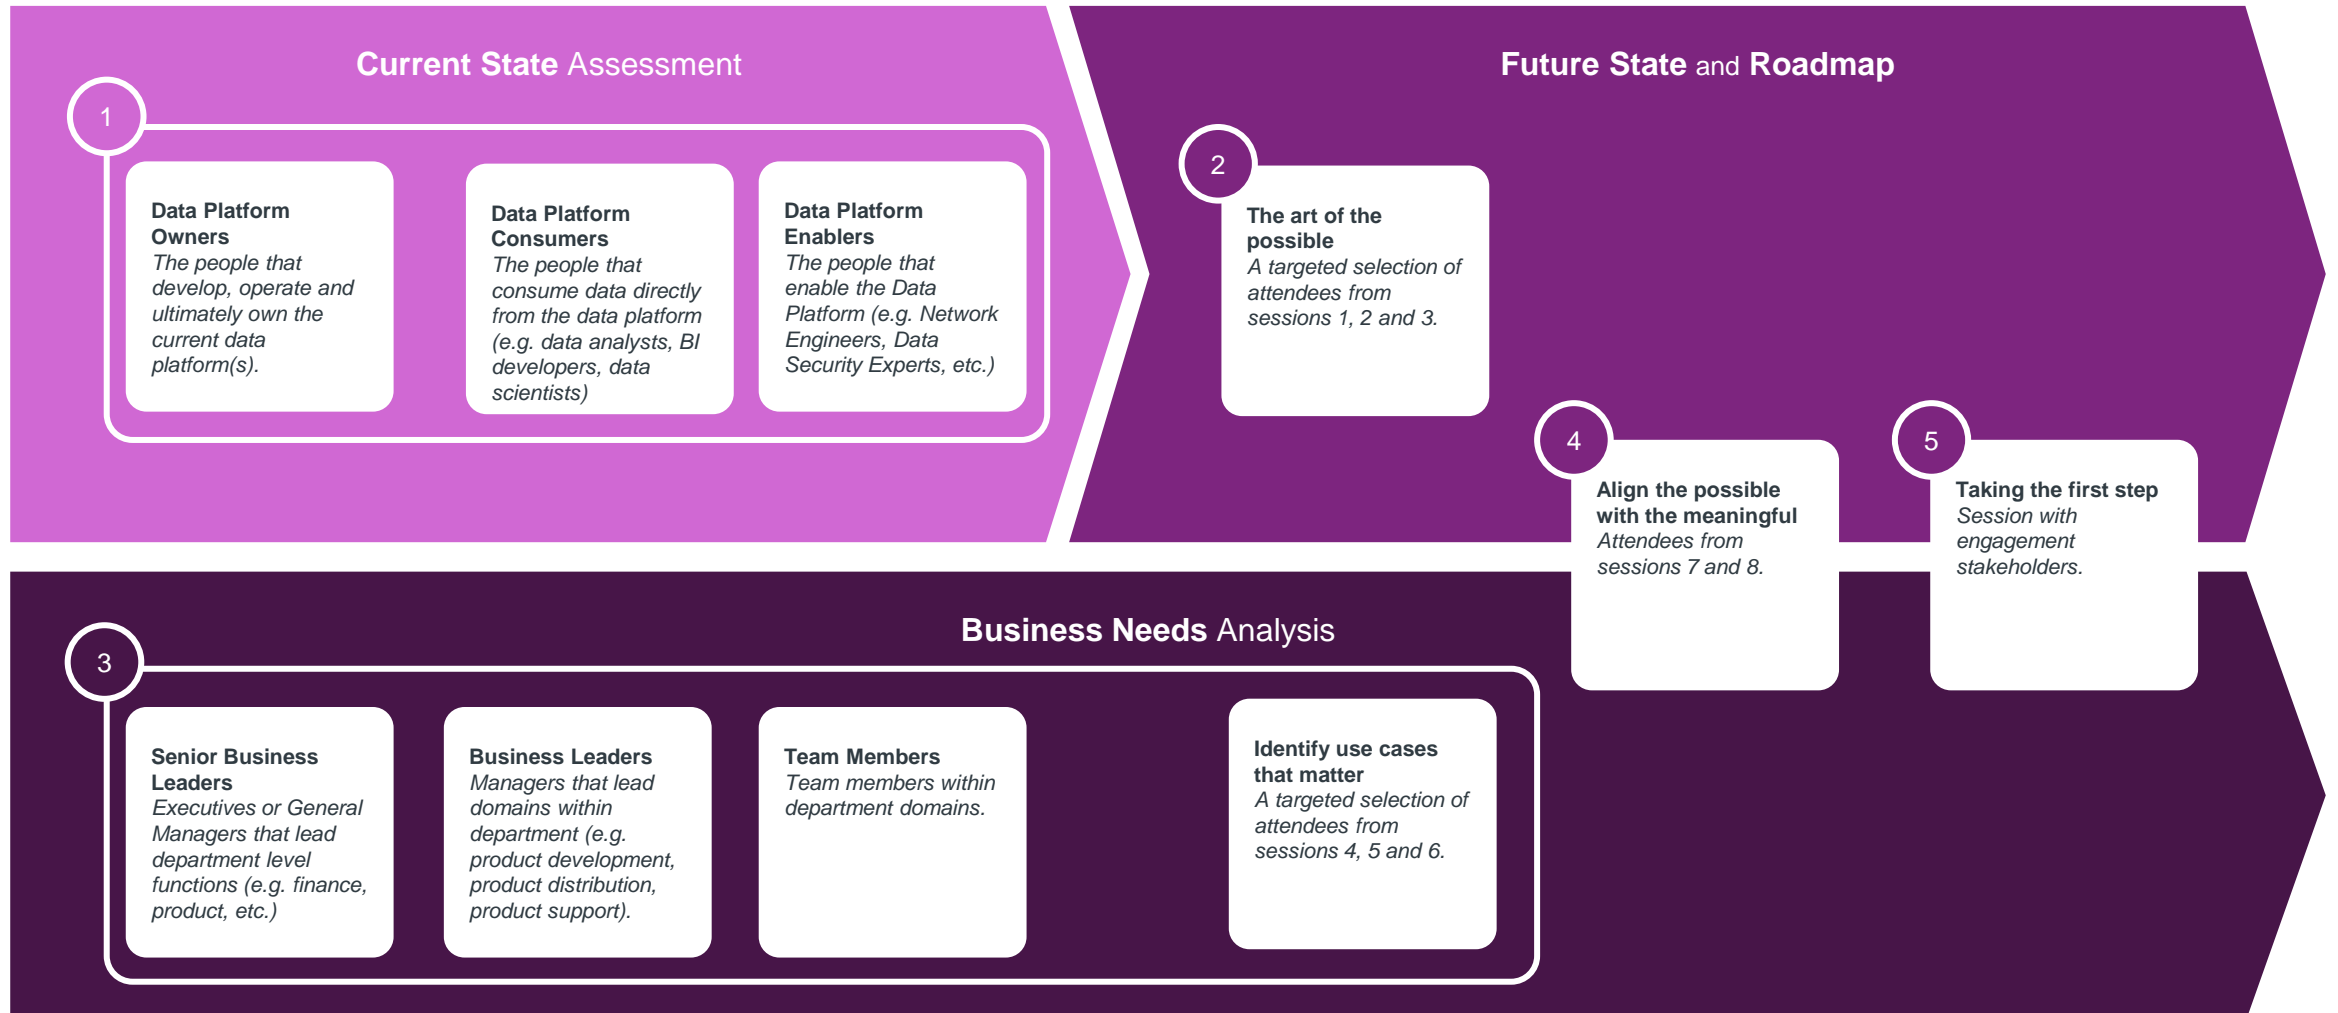 Current State Assessment
1
Data Platform
Owners
The people that
develop, operate and
ultimately own the
current data
platform(s).
Data Platform
Consumers
The people that
consume data directly
from the data platform
(e.g. data analysts, BI
developers, data
scientists)
Data Platform
Enablers
The people that
enable the Data
Platform (e.g. Network
Engineers, Data
Security Experts, etc.)
Future State and Roadmap
2
The art of the
possible
A targeted selection of
attendees from
sessions 1, 2 and 3.
4
Align the possible
with the meaningful
Attendees from
sessions 7 and 8.
5
Taking the first step
Session with
engagement
stakeholders.
Business Needs Analysis
3
Senior Business
Leaders
Executives or General
Managers that lead
department level
functions (e.g. finance,
product, etc.)
Business Leaders
Managers that lead
domains within
department (e.g.
product development,
product distribution,
product support).
Team Members
Team members within
department domains.
Identify use cases
that matter
A targeted selection of
attendees from
sessions 4, 5 and 6.